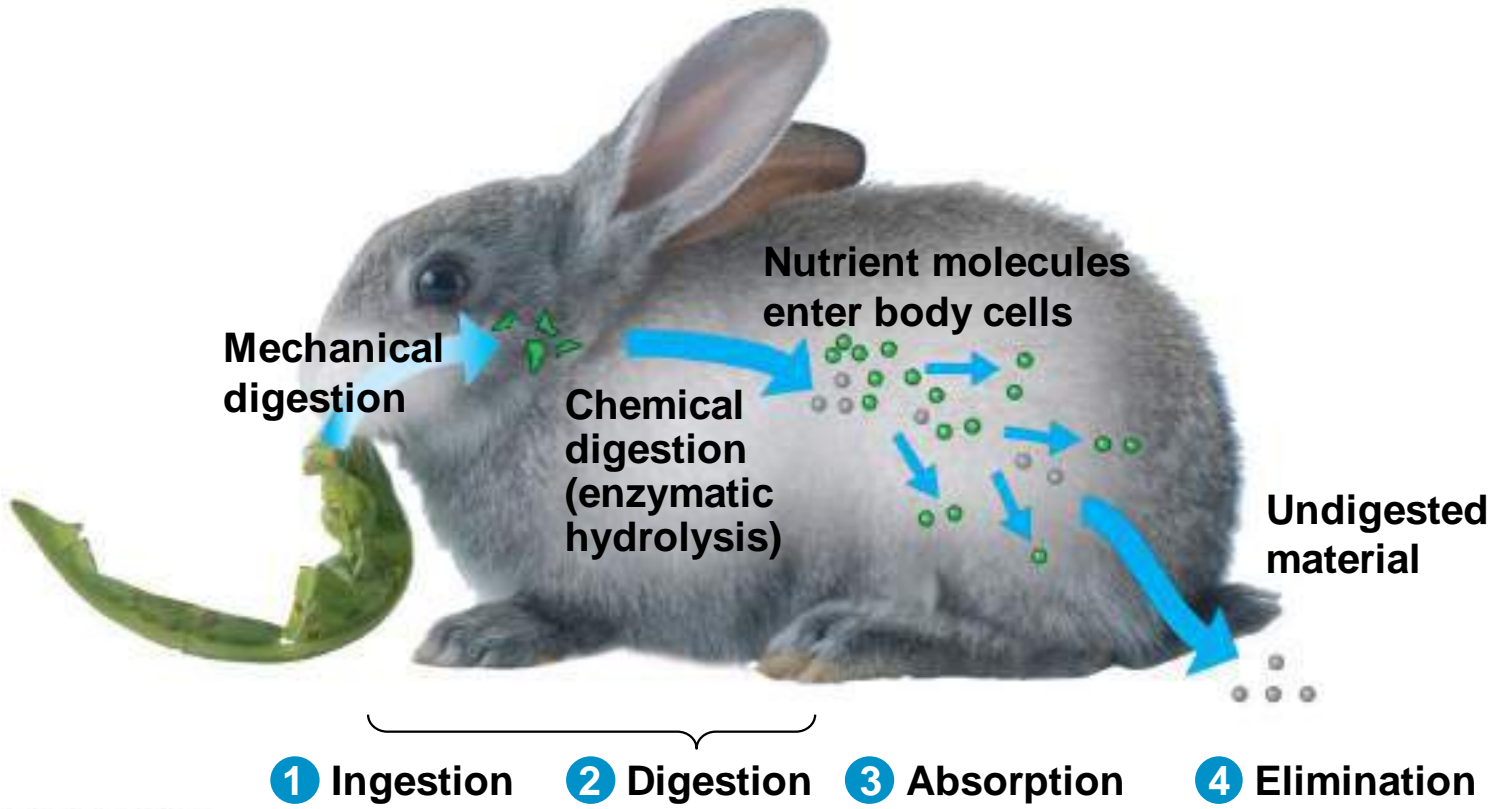 Nutrient molecules
enter body cells
Mechanical
digestion
Chemical
digestion
(enzymatic
hydrolysis)
Undigested
material
1 Ingestion
2 Digestion
3 Absorption
4 Elimination